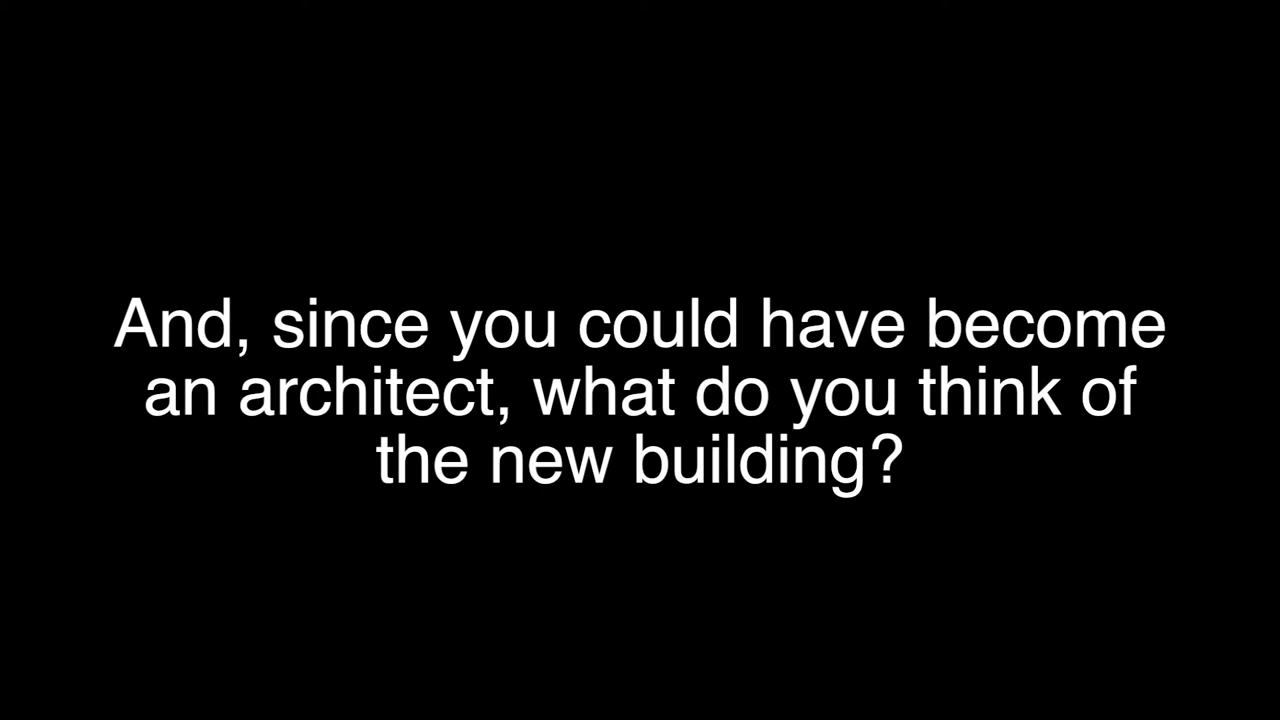 And, since you could have become
an architect, what do you think of
the new building?